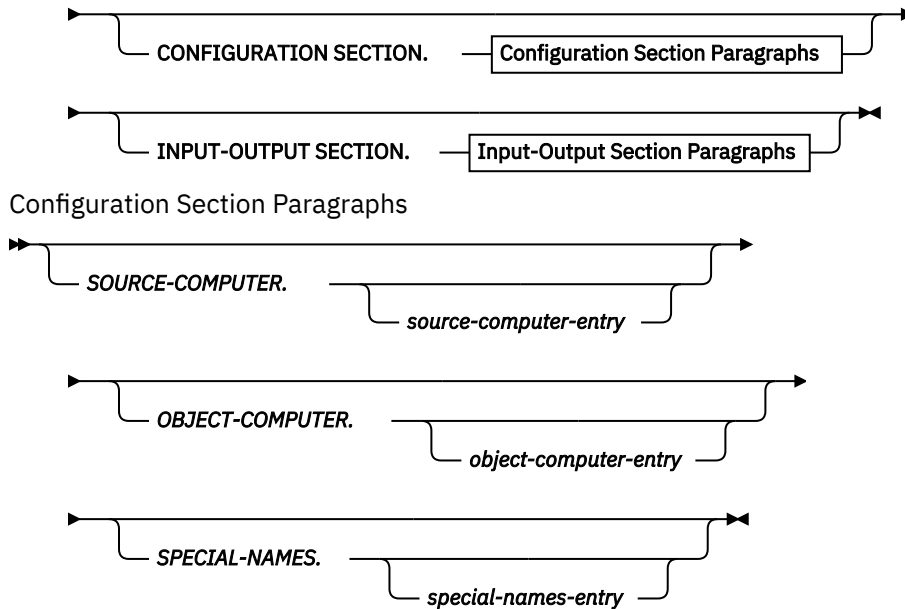 CONFIGURATION SECTION. Configuration Section Paragraphs
INPUT-OUTPUT SECTION. Input-Output Section Paragraphs
Configuration Section Paragraphs
SOURCE-COMPUTER.
source-computer-entry
OBJECT-COMPUTER.
object-computer-entry
SPECIAL-NAMES.
special-names-entry